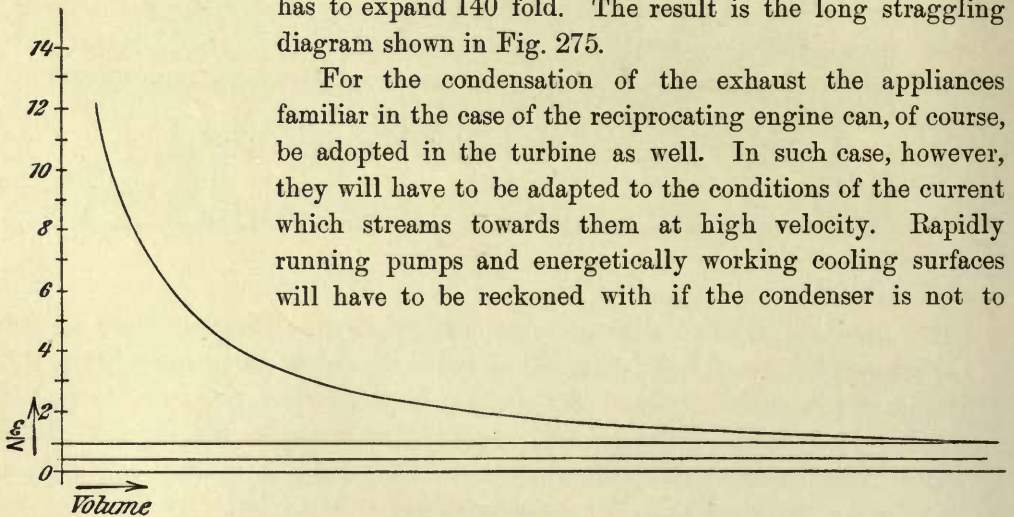 has to expand 140 fold. The result is the long straggling
diagram shown in Fig. 275.
For the condensation of the exhaust the appliances
familiar in the case of the reciprocating engine can, of course,
be adopted in the turbine as well. In such case, however,
they will have to be adapted to the conditions of the current
which streams towards them at high velocity. Rapidly
running pumps and energetically working cooling surfaces
will have to be reckoned with if the condenser is not to
14
12
10
8
6
4
2
0
Volume